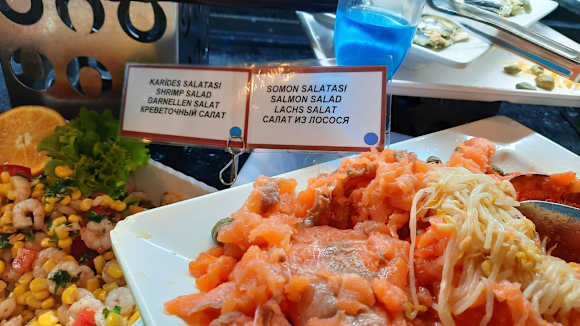 KARİDES SALATASI
SHRIMP SALAD
GARNELLEN SALAT
КРЕВЕТОЧНЫЙ САЛАТ
SOMON SALATASI
SALMON SALAD
LACHS SALAT
САЛАТ ИЗ ЛОСОСЯ